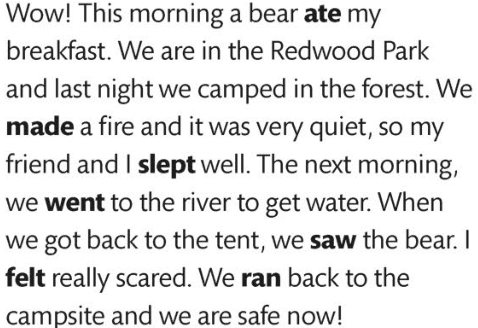 Wow! This morning a bear ate my
breakfast. We are in the Redwood Park
and last night we camped in the forest. We
made a fire and it was very quiet, so my
friend and I slept well. The next morning,
we went to the river to get water. When
we got back to the tent, we saw the bear. I
felt really scared. We ran back to the
campsite and we are safe now!